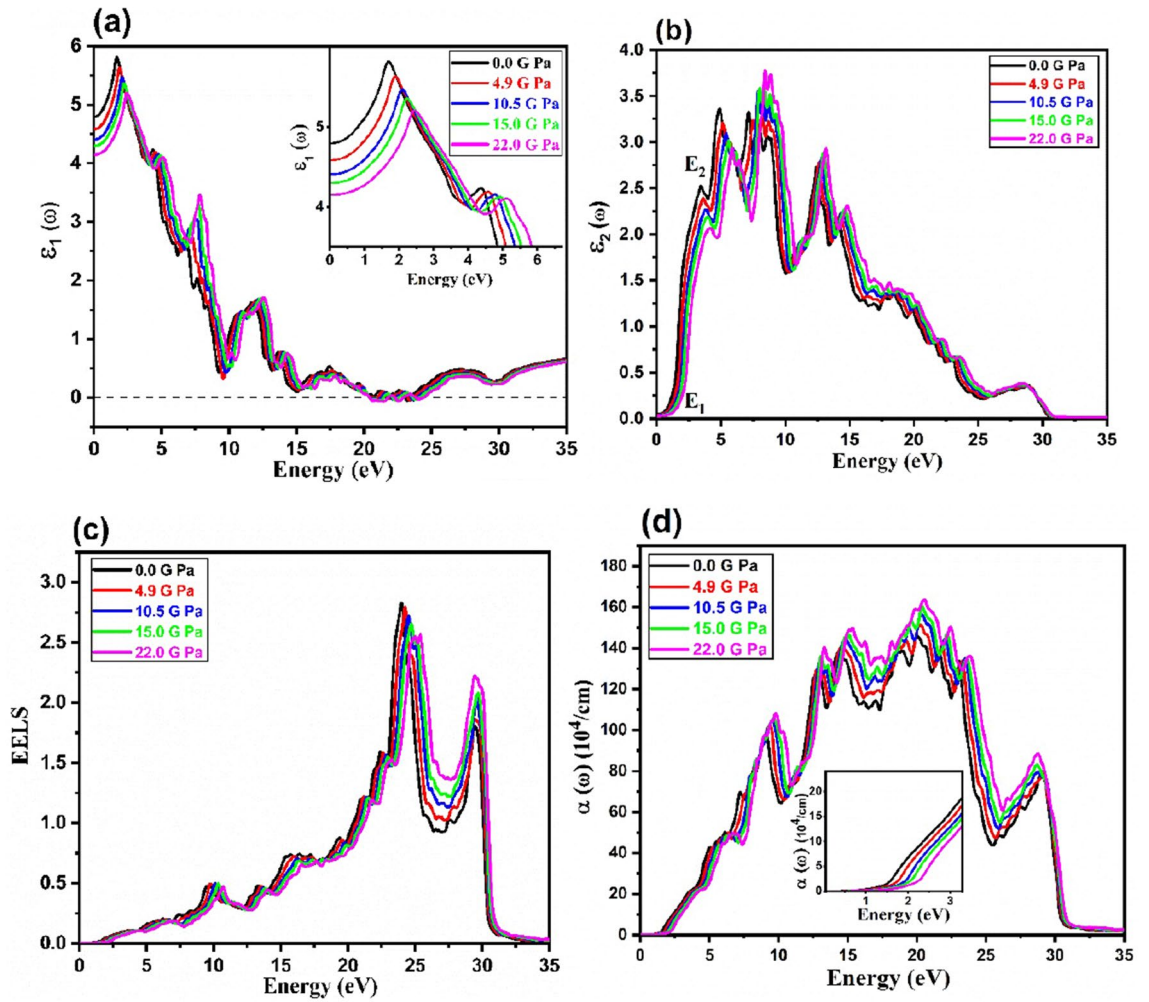 (a)
6
5
4
3
2
1
0
ε₁ (ω)
0 5 10 15 20 25 30 35
Energy (eV)
5
4
ε₁ (ω)
0 1 2 3 4 5 6
Energy (eV)
0.0 G Pa
4.9 G Pa
10.5 G Pa
15.0 G Pa
22.0 G Pa
(b)
4.0
3.5
3.0
2.5
2.0
1.5
1.0
0.5
0.0
ε₂ (ω)
E₂
E₁
0.0 G Pa
4.9 G Pa
10.5 G Pa
15.0 G Pa
22.0 G Pa
0 5 10 15 20 25 30 35
Energy (eV)
(c)
3.0
2.5
2.0
1.5
1.0
0.5
0.0
EELS
0.0 G Pa
4.9 G Pa
10.5 G Pa
15.0 G Pa
22.0 G Pa
0 5 10 15 20 25 30 35
Energy (eV)
(d)
180
160
140
120
100
80
60
40
20
0
α (ω) (10⁴/cm)
0.0 G Pa
4.9 G Pa
10.5 G Pa
15.0 G Pa
22.0 G Pa
20
15
10
5
0
α (ω) (10⁴/cm)
1 2 3
Energy (eV)
0 5 10 15 20 25 30 35
Energy (eV)